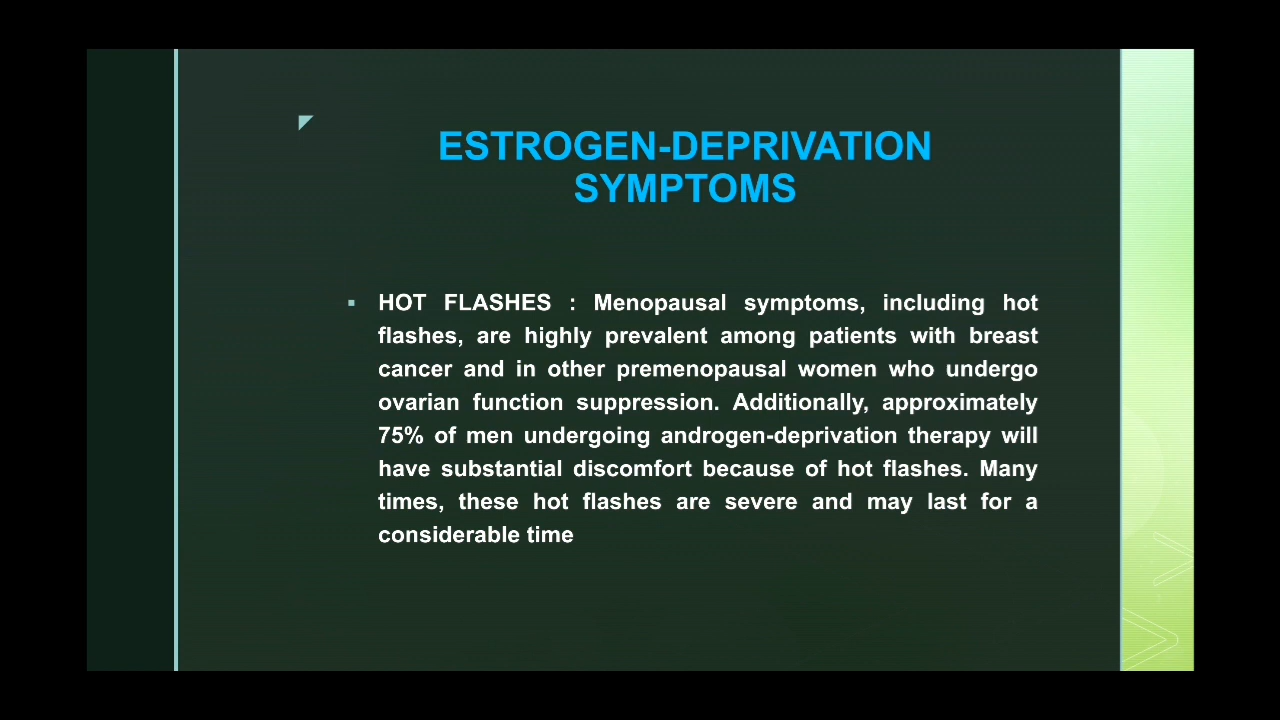 ESTROGEN-DEPRIVATION
SYMPTOMS
HOT FLASHES : Menopausal symptoms, including hot
flashes, are highly prevalent among patients with breast
cancer and in other premenopausal women who undergo
ovarian function suppression. Additionally, approximately
75% of men undergoing androgen-deprivation therapy will
have substantial discomfort because of hot flashes. Many
times, these hot flashes are severe and may last for a
considerable time